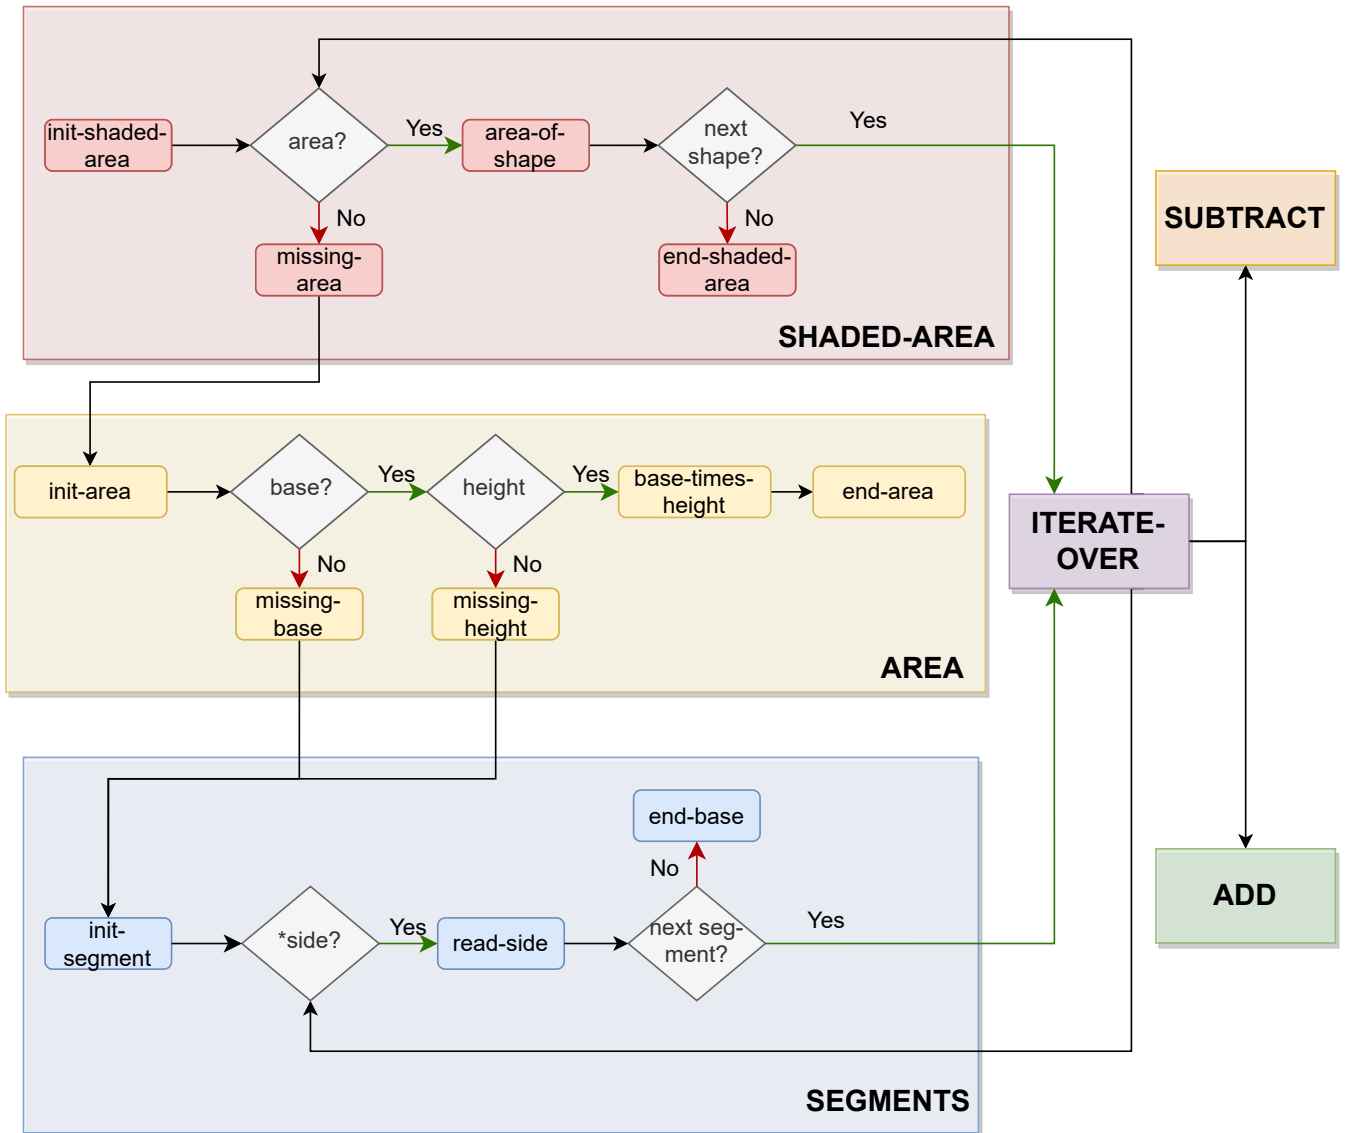 init-shaded-
area
area?
Yes
area-of-
shape
next
shape?
Yes
No
missing-
area
No
end-shaded-
area
SHADED-AREA
SUBTRACT
init-area
base?
Yes
height
Yes
base-times-
height
end-area
No
missing-
base
No
missing-
height
AREA
ITERATE-
OVER
end-base
No
init-
segment
*side?
Yes
read-side
next seg-
ment?
Yes
SEGMENTS
ADD